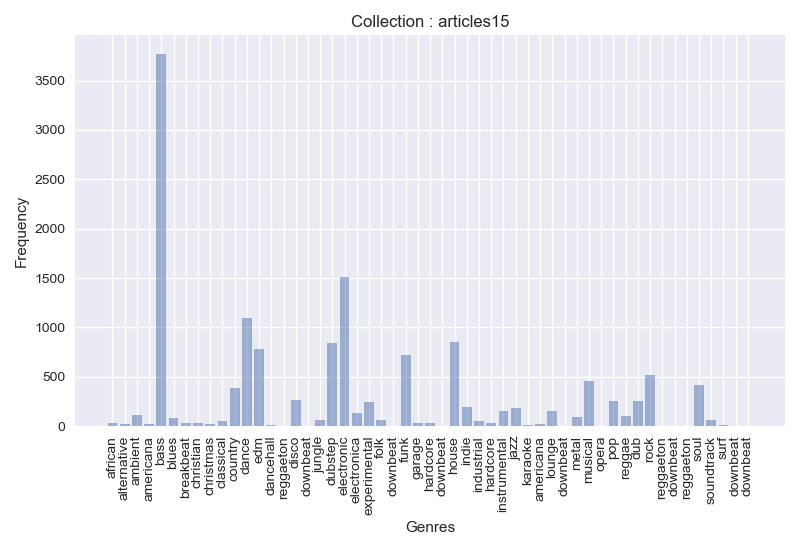 Collection : articles15
Frequency
3500
3000
2500
2000
1500
1000
500
0
african
alternative
ambient
americana
bass
blues
breakbeat
christian
christmas
classical
country
dance
edm
dancehall
reggaeton
disco
downbeat
jungle
dubstep
electronic
electronica
experimental
folk
downbeat
funk
garage
hardcore
downbeat
house
indie
industrial
hardcore
instrumental
jazz
karaoke
americana
lounge
downbeat
metal
musical
opera
pop
reggae
dub
rock
reggaeton
downbeat
reggaeton
soul
soundtrack
surf
downbeat
downbeat
Genres